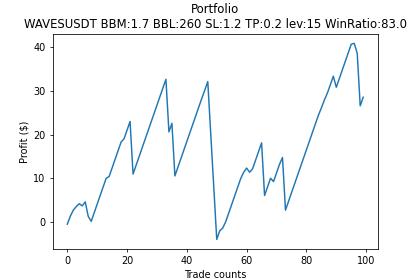 Portfolio
WAVESUSDT BBM:1.7 BBL:260 SL:1.2 TP:0.2 lev:15 WinRatio:83.0
Profit ($)
40
30
20
10
0
0 20 40 60 80 100
Trade counts